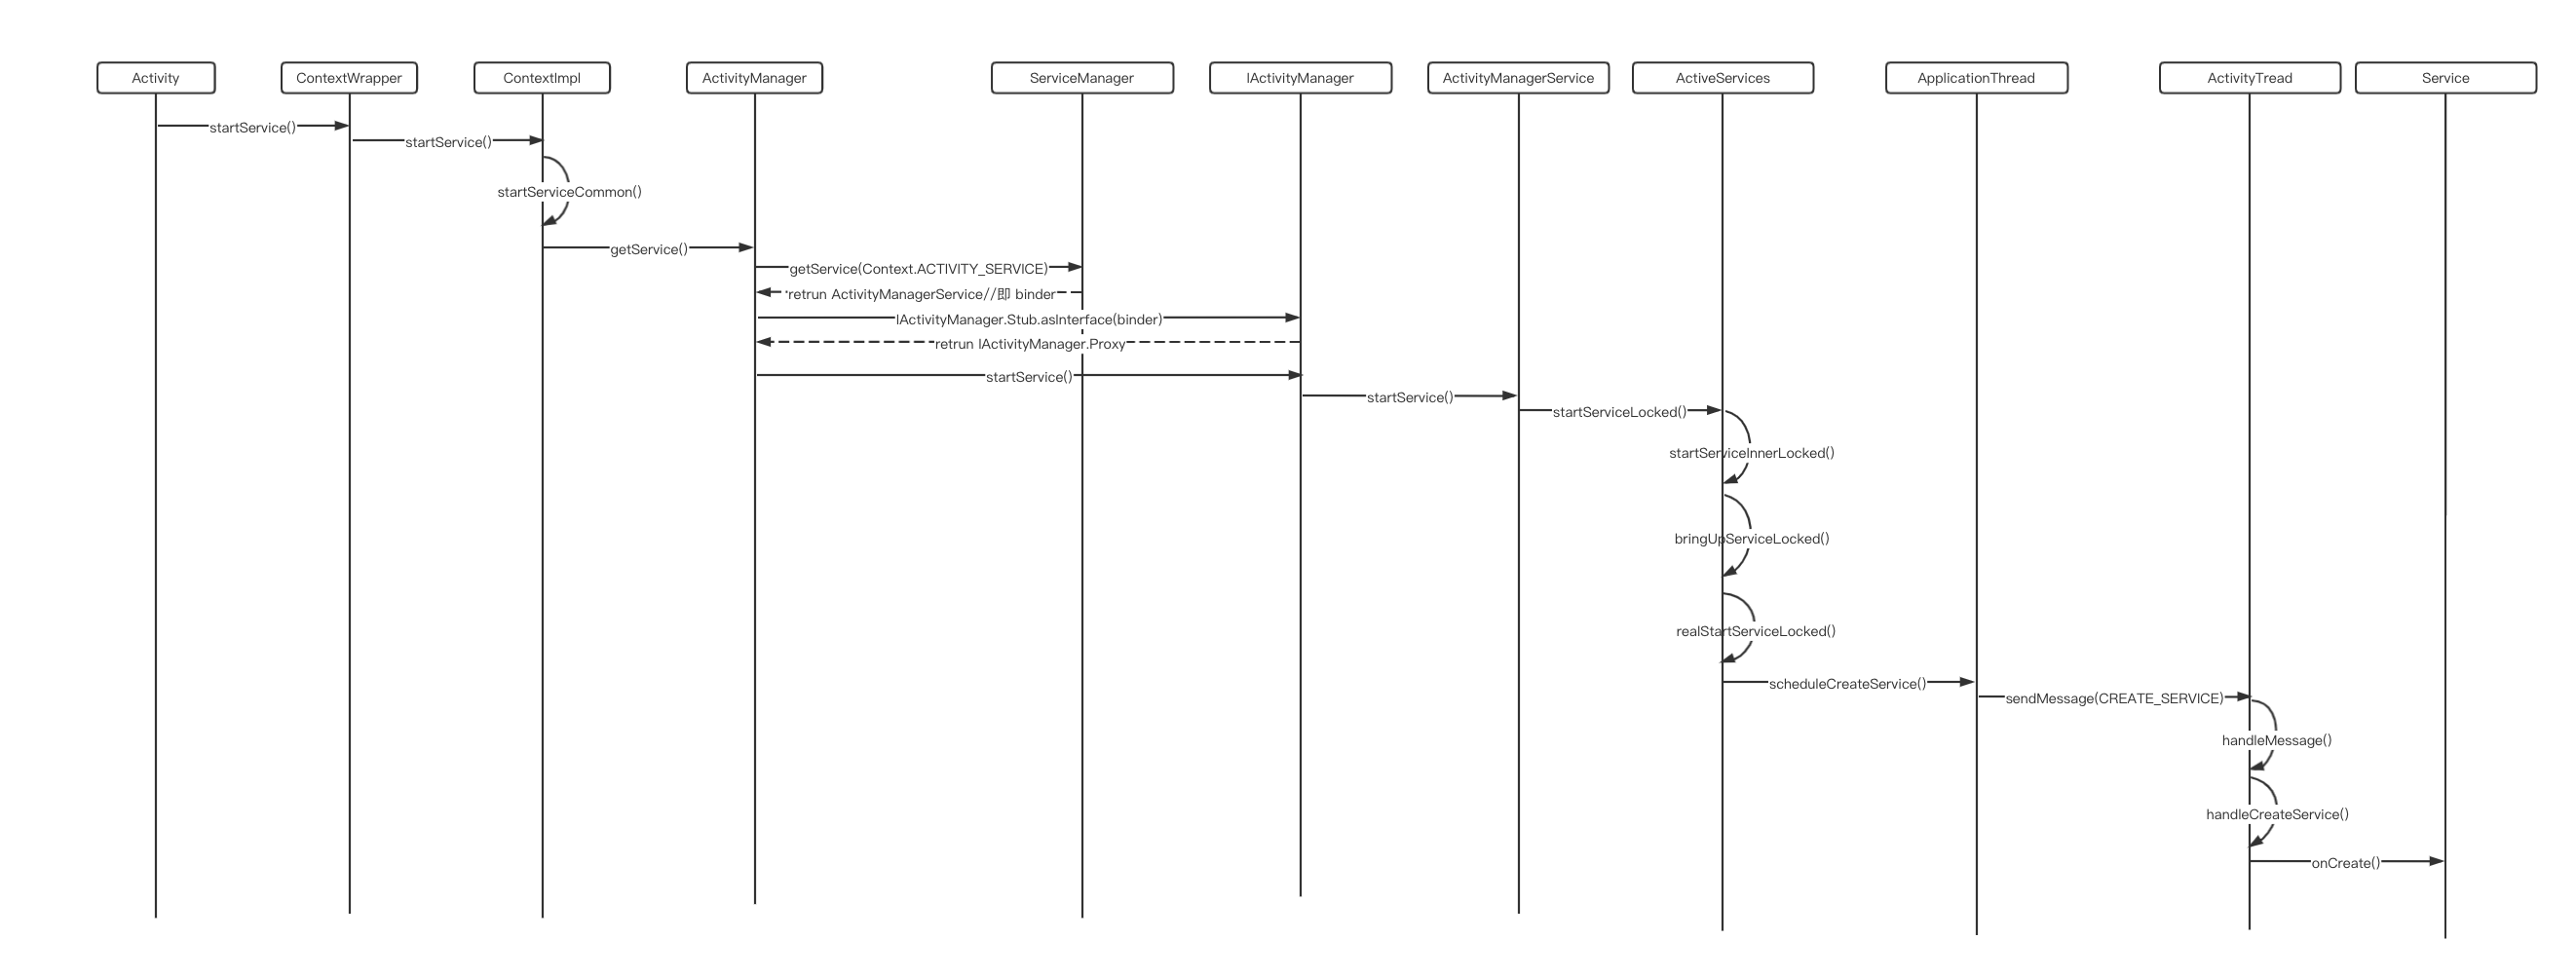 Activity
ContextWrapper
ContextImpl
ActivityManager
ServiceManager
IActivityManager
ActivityManagerService
ActiveServices
ApplicationThread
ActivityTread
Service
startService()
startService()
startServiceCommon()
getService()
getService(Context.ACTIVITY_SERVICE)
retrun ActivityManagerService//即 binder
IActivityManager.Stub.asInterface(binder)
retrun IActivityManager.Proxy
startService()
startService()
startServiceLocked()
startServiceInnerLocked()
bringUpServiceLocked()
realStartServiceLocked()
scheduleCreateService()
sendMessage(CREATE_SERVICE)
handleMessage()
handleCreateService()
onCreate()